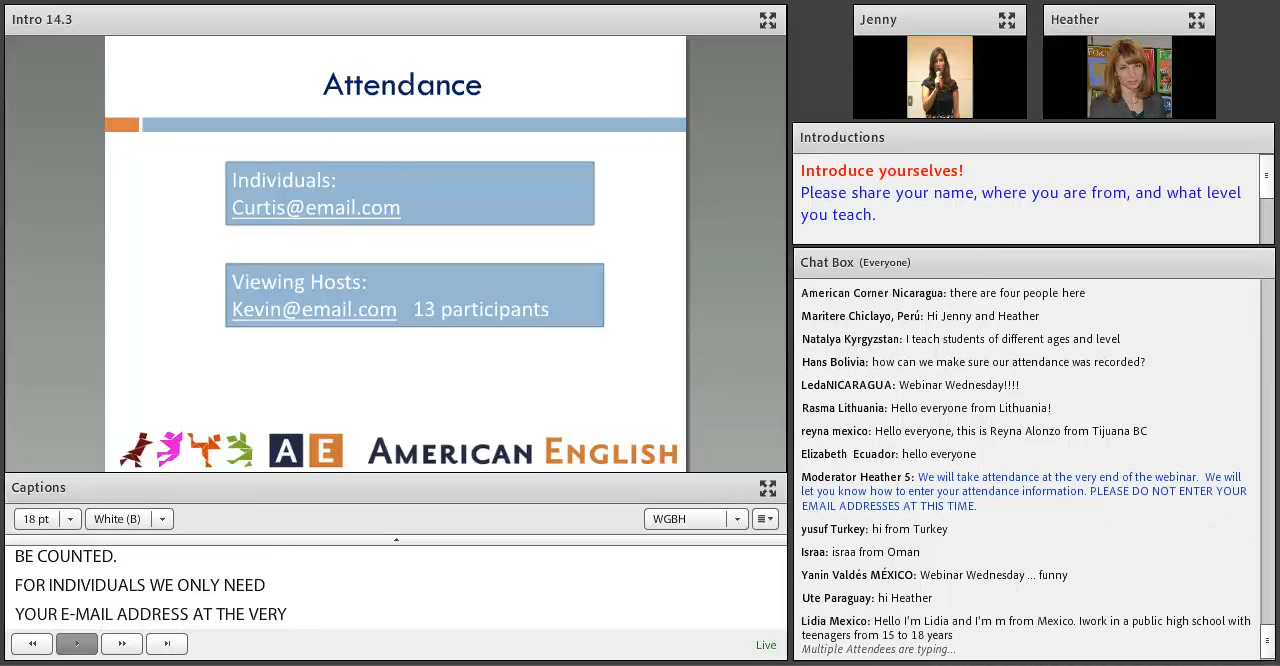 Intro 14.3
Attendance
Individuals:
Curtis@email.com
Viewing Hosts:
Kevin@email.com 13 participants
AE AMERICAN ENGLISH
Captions
18 pt White (B) WGBH
BE COUNTED.
FOR INDIVIDUALS WE ONLY NEED
YOUR E-MAIL ADDRESS AT THE VERY
Live
Jenny
Heather
Introductions
Introduce yourselves!
Please share your name, where you are from, and what level
you teach.
Chat Box (Everyone)
American Corner Nicaragua: there are four people here
Maritere Chiclayo, Perú: Hi Jenny and Heather
Natalya Kyrgyzstan: I teach students of different ages and level
Hans Bolivia: how can we make sure our attendance was recorded?
LedaNICARAGUA: Webinar Wednesday!!!!
Rasma Lithuania: Hello everyone from Lithuania!
reyna mexico: Hello everyone, this is Reyna Alonzo from Tijuana BC
Elizabeth Ecuador: hello everyone
Moderator Heather 5: We will take attendance at the very end of the webinar. We will
let you know how to enter your attendance information. PLEASE DO NOT ENTER YOUR
EMAIL ADDRESSES AT THIS TIME.
yusuf Turkey: hi from Turkey
Israa: israa from Oman
Yanin Valdés MÉXICO: Webinar Wednesday ... funny
Ute Paraguay: hi Heather
Lidia Mexico: Hello I'm Lidia and I'm m from Mexico. Iwork in a public high school with
teenagers from 15 to 18 years
Multiple Attendees are typing...